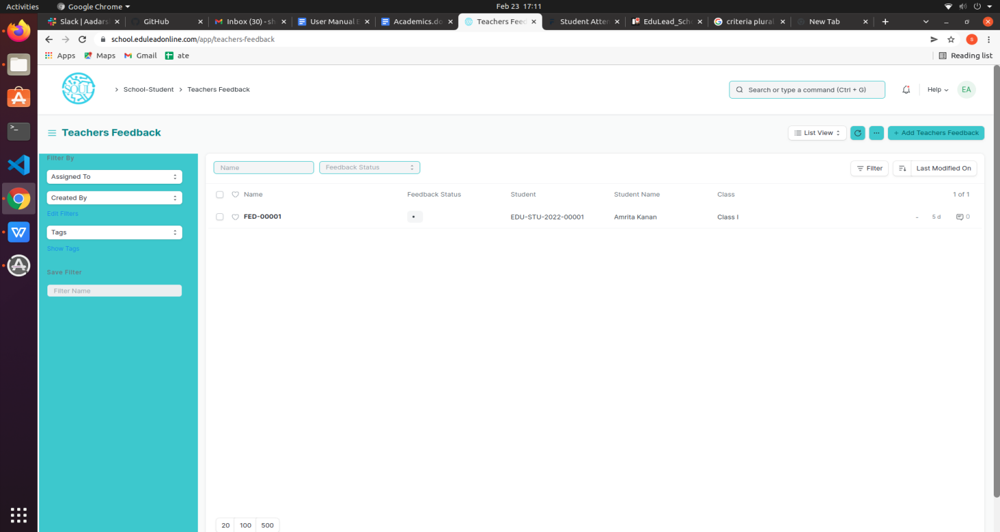 Activities Google Chrome Feb 23 17:11
Slack | Aadars GitHub Inbox (30) - sh User Manual E Academics.do Teachers Feed Student Atten EduLead_Scho criteria plural New Tab
school.eduleadonline.com/app/teachers-feedback S
Apps Maps Gmail ate Reading list
SOUL School-Student Teachers Feedback Search or type a command (Ctrl + G) Help EA
Teachers Feedback List View ... + Add Teachers Feedback
Filter By
Assigned To
Created By
Edit Filters
Tags
Show Tags
Save Filter
Filter Name
Name Feedback Status Filter Last Modified On
Name Feedback Status Student Student Name Class 1 of 1
FED-00001 • EDU-STU-2022-00001 Amrita Kanan Class I - 5 d 0
20 100 500